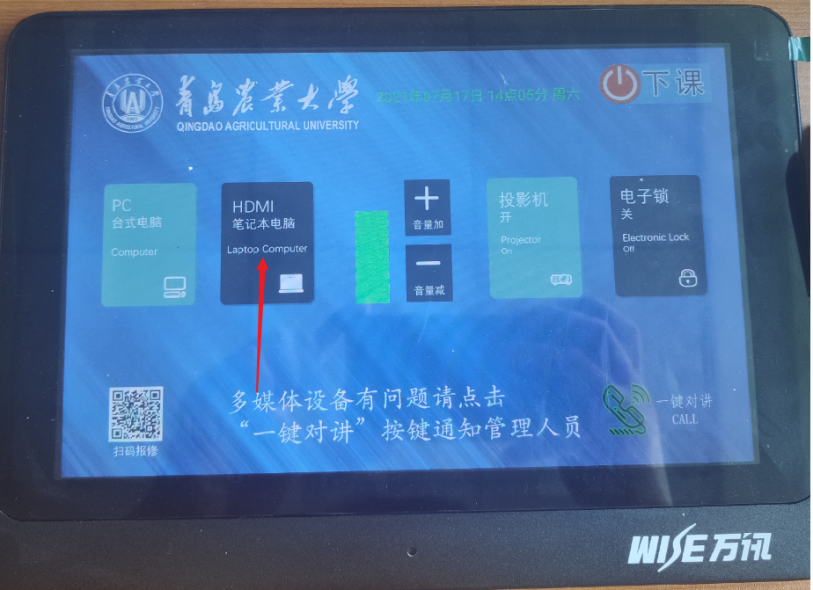 青岛农业大学
QINGDAO AGRICULTURAL UNIVERSITY
2021年07月17日 14点05分 周六
下课
PC
台式电脑
Computer
HDMI
笔记本电脑
Laptop Computer
音量加
音量减
投影机
开
Projector
On
电子锁
关
Electronic Lock
Off
扫码报修
多媒体设备有问题请点击
“一键对讲”按键通知管理人员
一键对讲
CALL
WISE万讯